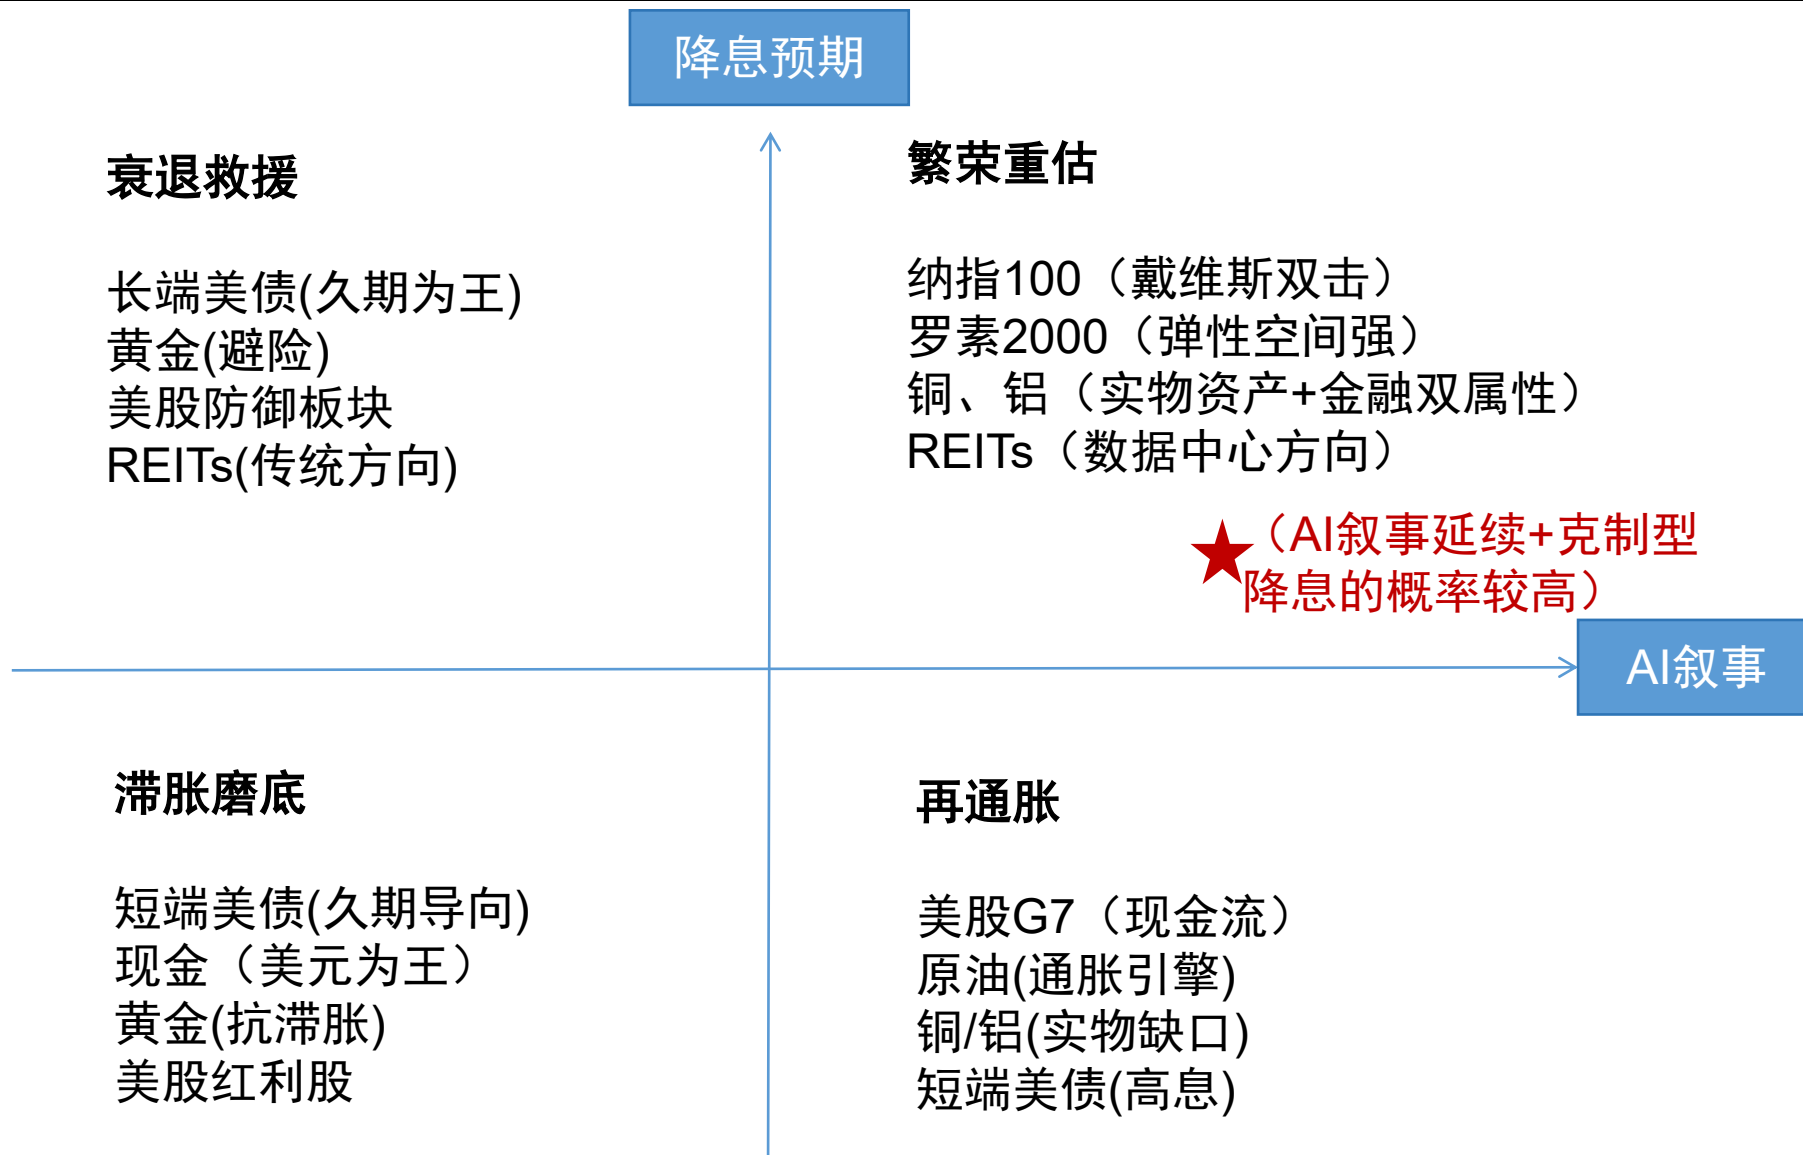 降息预期
衰退救援
长端美债(久期为王)
黄金(避险)
美股防御板块
REITs(传统方向)
繁荣重估
纳指100（戴维斯双击）
罗素2000（弹性空间强）
铜、铝（实物资产+金融双属性）
REITs（数据中心方向）
（AI叙事延续+克制型
降息的概率较高）
AI叙事
滞胀磨底
短端美债(久期导向)
现金（美元为王）
黄金(抗滞胀)
美股红利股
再通胀
美股G7（现金流）
原油(通胀引擎)
铜/铝(实物缺口)
短端美债(高息)